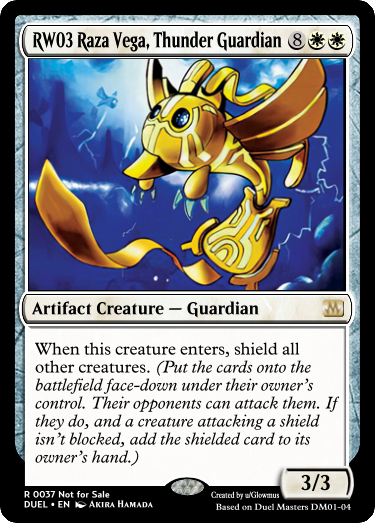 RW03 Raza Vega, Thunder Guardian 8
Artifact Creature — Guardian
When this creature enters, shield all
other creatures. (Put the cards onto the
battlefield face-down under their owner's
control. Their opponents can attack them. If
they do, and a creature attacking a shield
isn't blocked, add the shielded card to its
owner's hand.)
3/3
R 0037 Not for Sale
DUEL • EN Akira Hamada
Created by u/Glowmus
Based on Duel Masters DM01-04